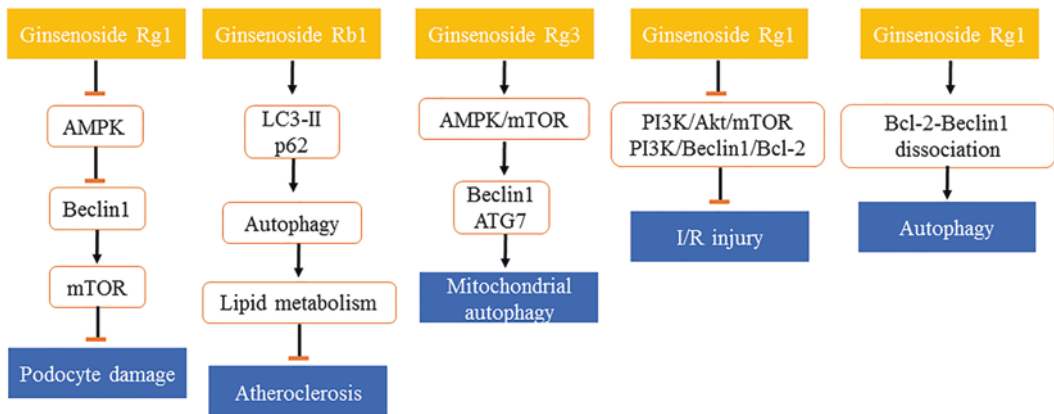 Ginsenoside Rg1
AMPK
Beclin1
mTOR
Podocyte damage
Ginsenoside Rb1
LC3-II
p62
Autophagy
Lipid metabolism
Atheroclerosis
Ginsenoside Rg3
AMPK/mTOR
Beclin1
ATG7
Mitochondrial
autophagy
Ginsenoside Rg1
PI3K/Akt/mTOR
PI3K/Beclin1/Bcl-2
I/R injury
Ginsenoside Rg1
Bcl-2-Beclin1
dissociation
Autophagy